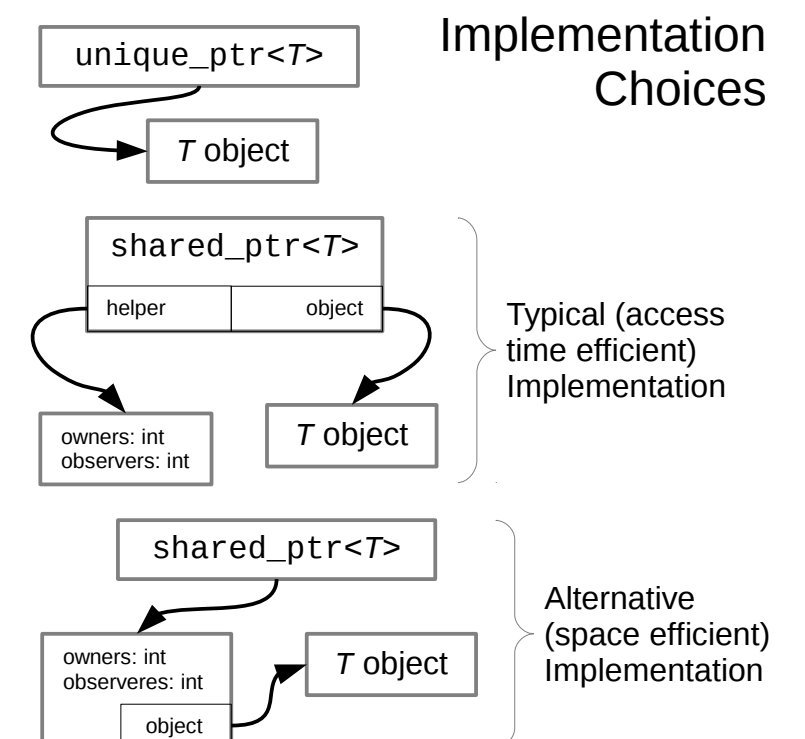 Implementation
Choices
unique_ptr<T>
T object
shared_ptr<T>
helper
object
owners: int
observers: int
T object
Typical (access
time efficient)
Implementation
shared_ptr<T>
owners: int
observeres: int
object
T object
Alternative
(space efficient)
Implementation